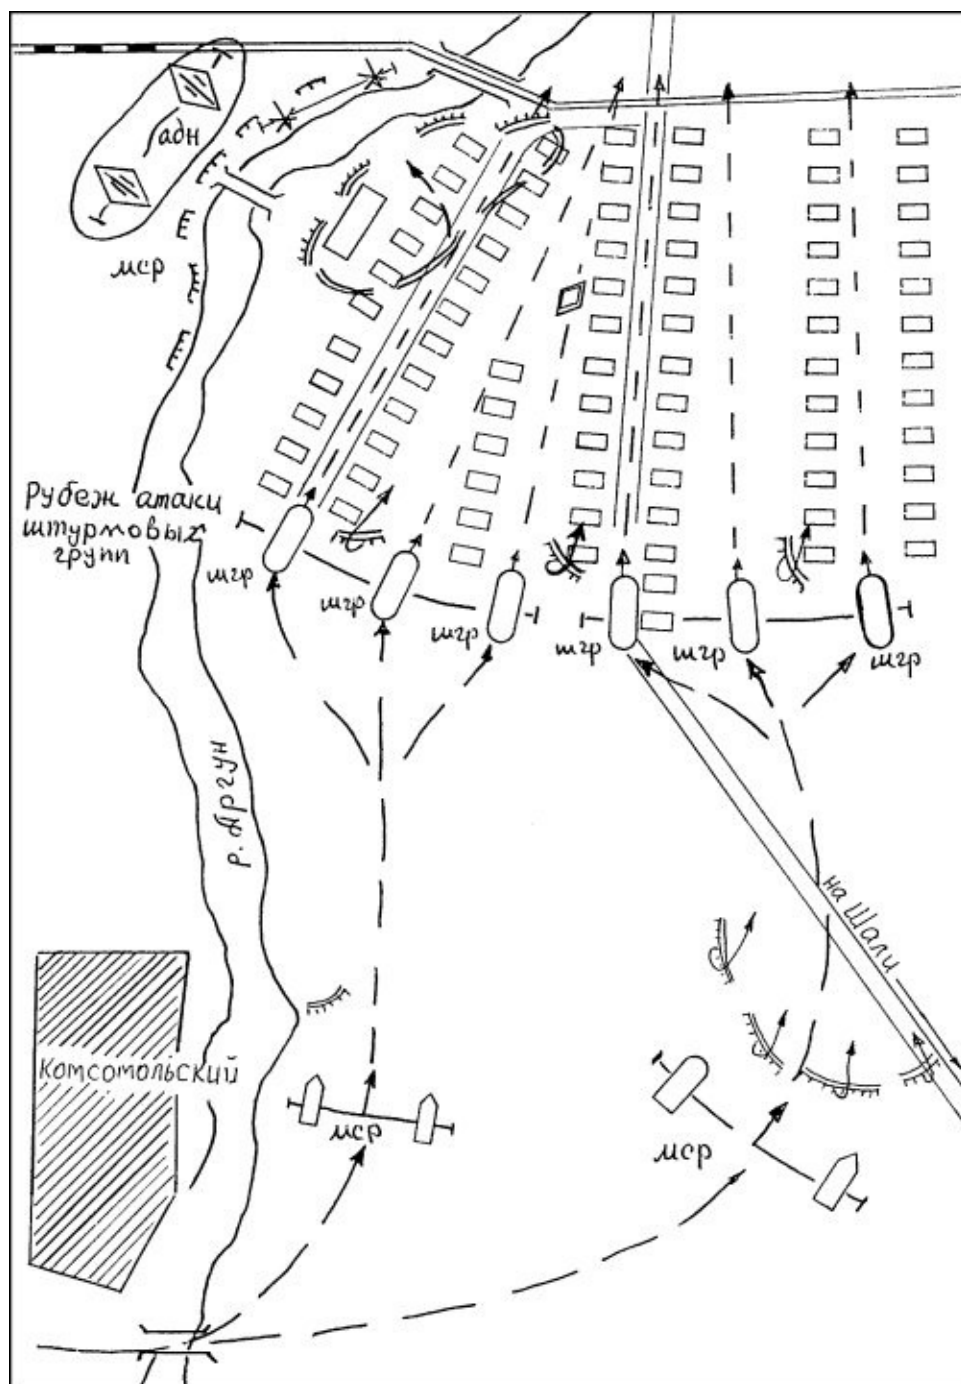 адн
мср
Рубеж атаки
штурмовых
групп
шгр
шгр
шгр
шгр
шгр
шгр
р. Аргун
на Шали
Комсомольский
мср
мср